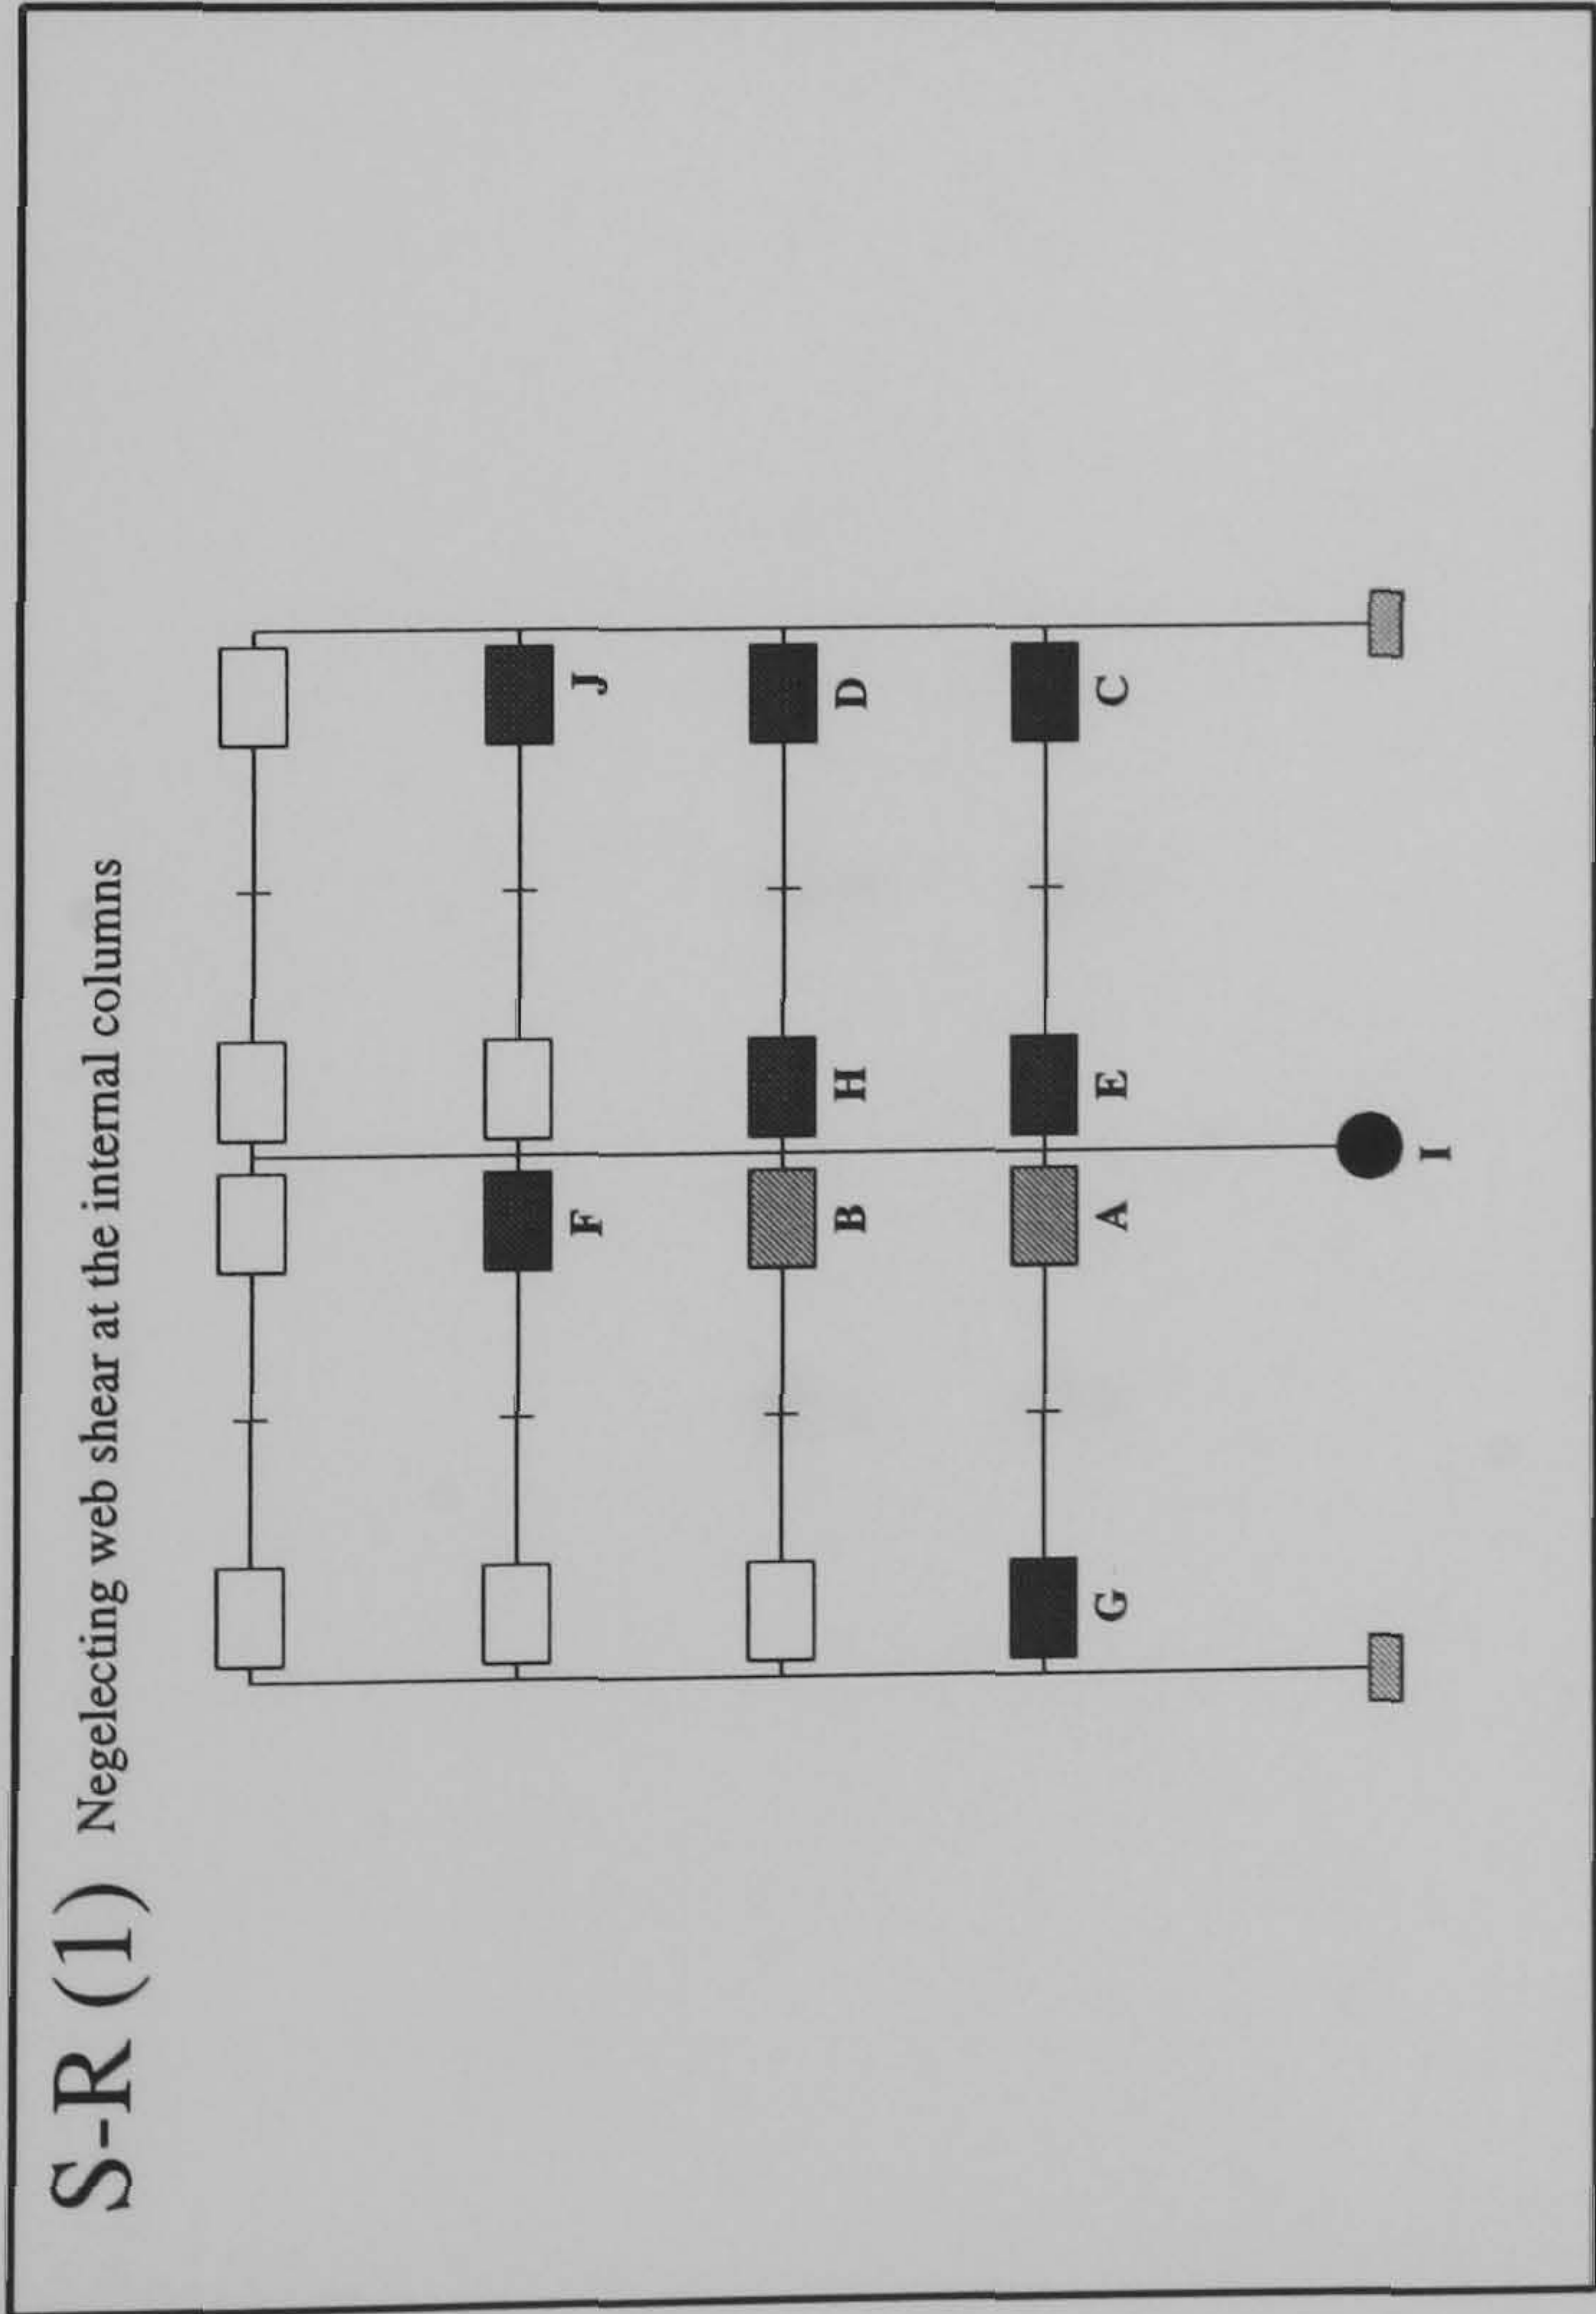 S-R (1) Negelecting web shear at the internal columns
F J
B H D
G A E C
I